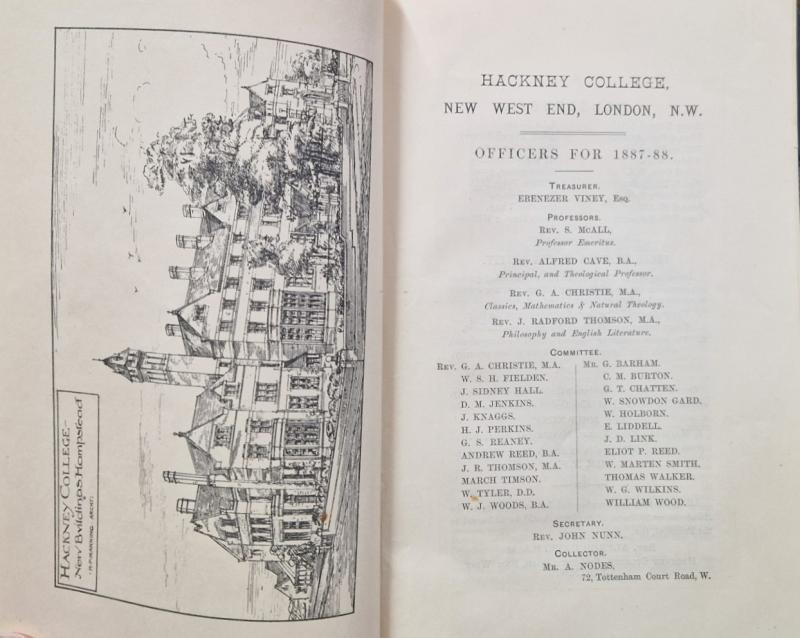 HACKNEY COLLEGE.
New Buildings Hampstead
HACKNEY COLLEGE,
NEW WEST END, LONDON, N.W.
OFFICERS FOR 1887-88.
TREASURER.
EBENEZER VINEY, Esq.
PROFESSORS.
REV. S. McALL,
Professor Emeritus.
REV. ALFRED CAVE, B.A.,
Principal, and Theological Professor.
REV. G. A. CHRISTIE, M.A.,
Classics, Mathematics & Natural Theology.
REV. J. RADFORD THOMSON, M.A.,
Philosophy and English Literature.
COMMITTEE.
REV. G. A. CHRISTIE, M.A.
W. S. H. FIELDEN.
J. SIDNEY HALL.
D. M. JENKINS.
J. KNAGGS.
H. J. PERKINS.
G. S. REANEY.
ANDREW REED, B.A.
J. R. THOMSON, M.A.
MARCH TIMSON.
W. TYLER, D.D.
W. J. WOODS, B.A.
MR. G. BARHAM.
C. M. BURTON.
G. T. CHATTEN.
W. SNOWDON GARD.
W. HOLBORN.
E. LIDDELL.
J. D. LINK.
ELIOT P. REED.
W. MARTEN SMITH.
THOMAS WALKER.
W. G. WILKINS.
WILLIAM WOOD.
SECRETARY.
REV. JOHN NUNN.
COLLECTOR.
MR. A. NODES.
72, Tottenham Court Road, W.